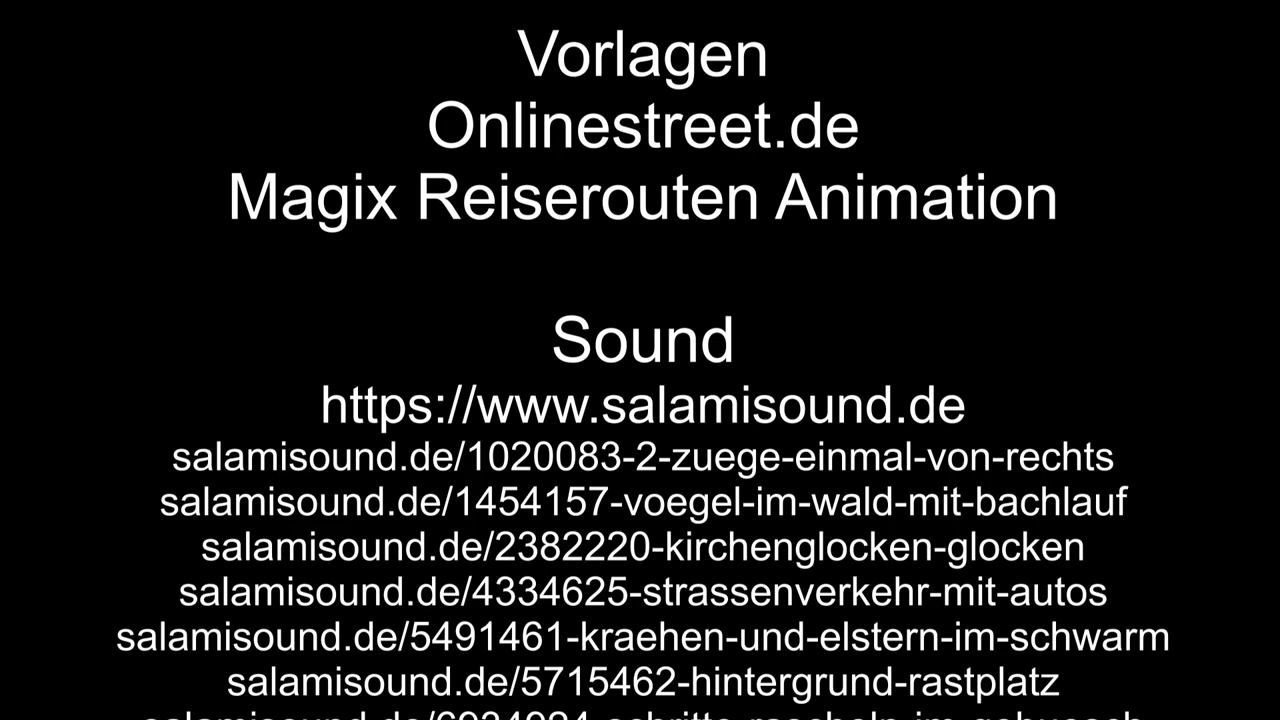 Vorlagen
Onlinestreet.de
Magix Reiserouten Animation
Sound
https://www.salamisound.de
salamisound.de/1020083-2-zuege-einmal-von-rechts
salamisound.de/1454157-voegel-im-wald-mit-bachlauf
salamisound.de/2382220-kirchenglocken-glocken
salamisound.de/4334625-strassenverkehr-mit-autos
salamisound.de/5491461-kraehen-und-elstern-im-schwarm
salamisound.de/5715462-hintergrund-rastplatz